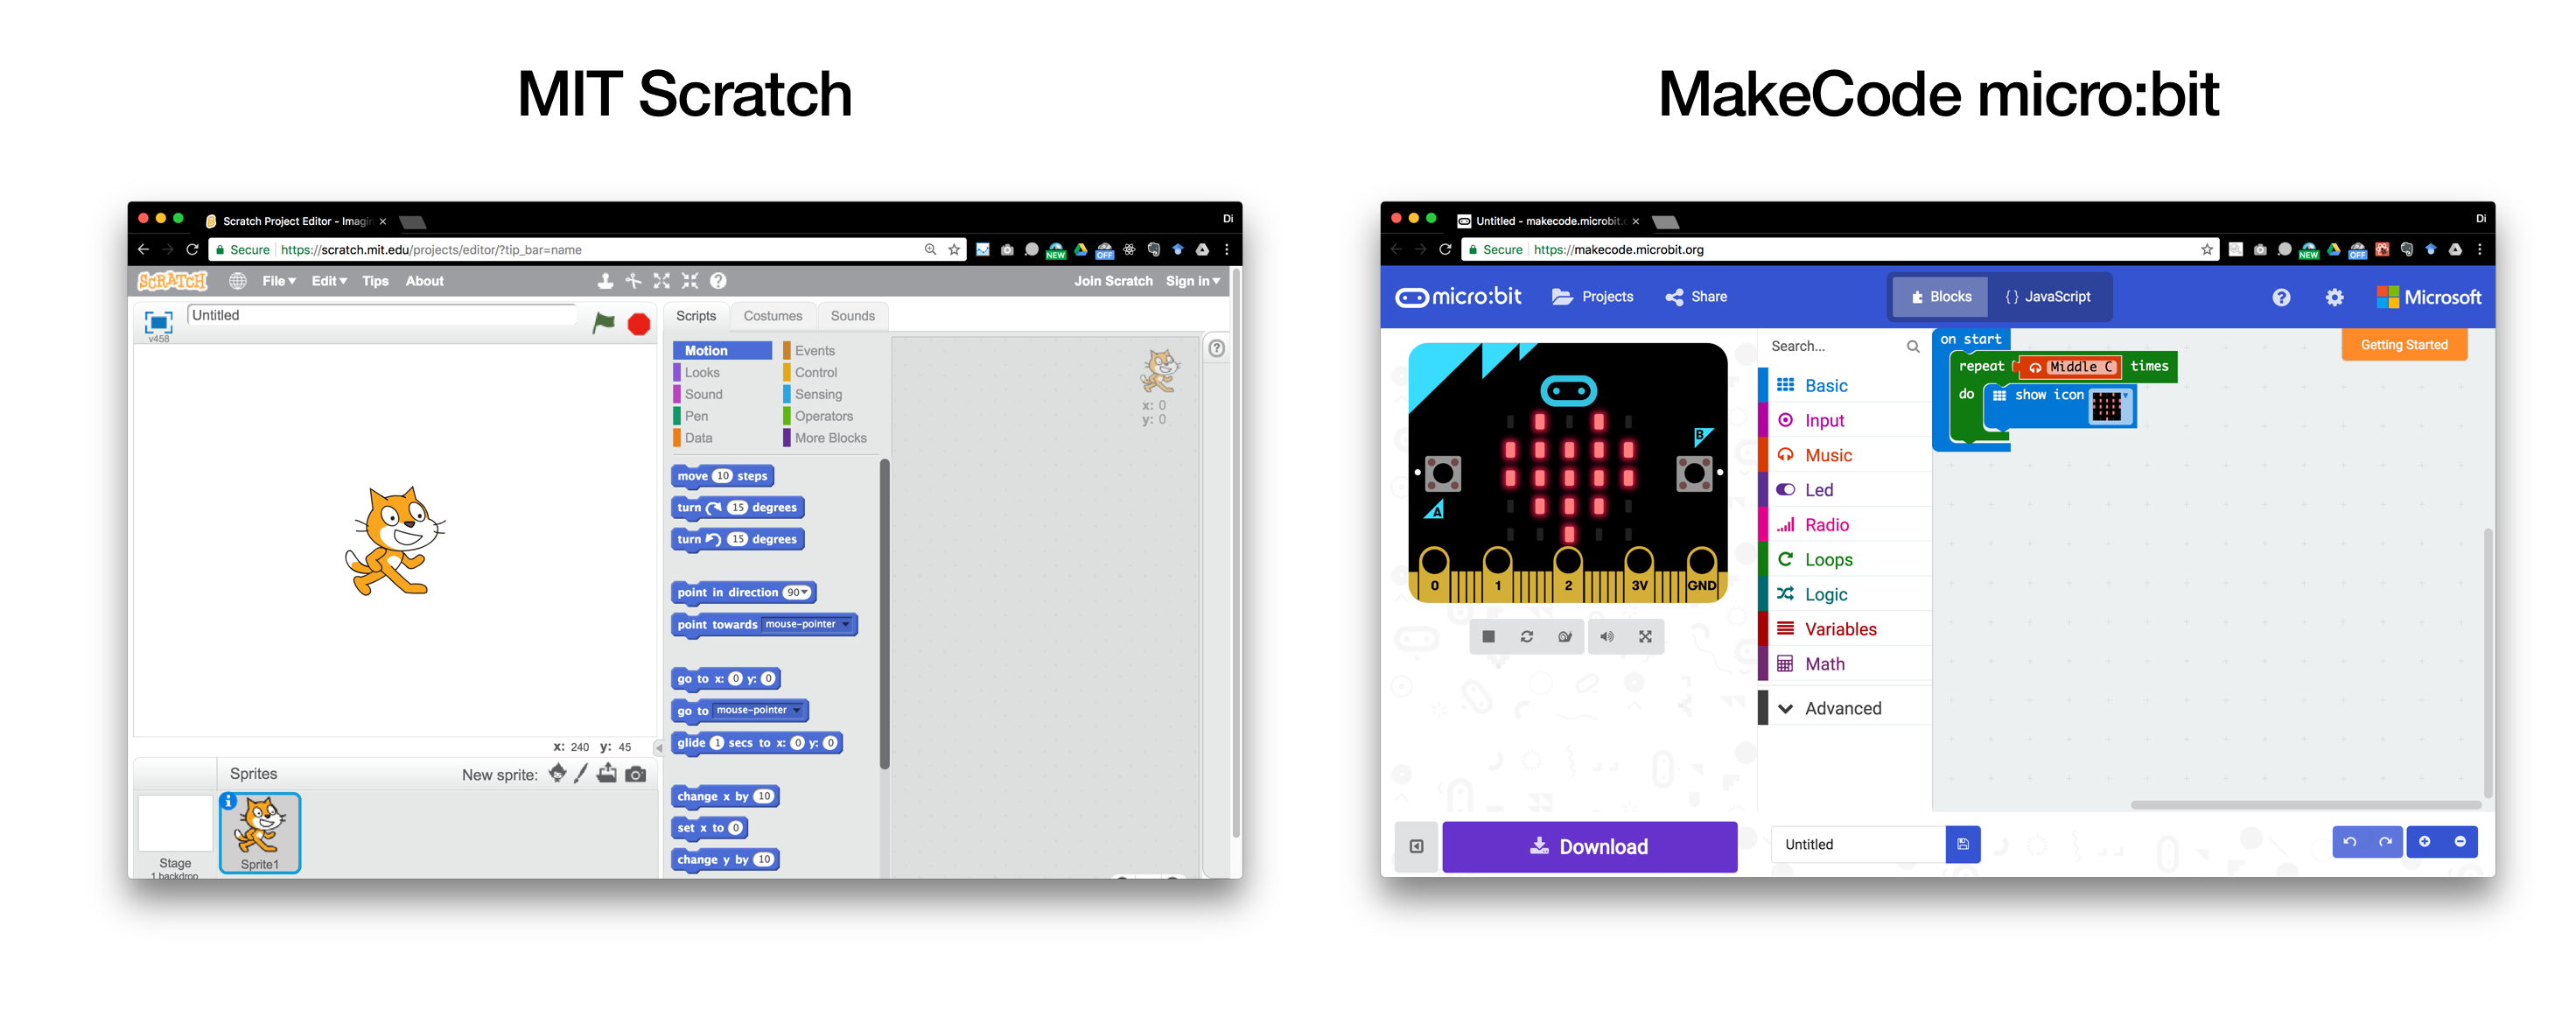 MIT Scratch
MakeCode micro:bit
Scratch Project Editor - Imagin
Di
Secure https://scratch.mit.edu/projects/editor/?tip_bar=name
NEW
OFF
SCRATCH
File Edit Tips About
Join Scratch Sign in
v458
Untitled
Scripts Costumes Sounds
Motion Events
Looks Control
Sound Sensing
Pen Operators
Data More Blocks
move 10 steps
turn 15 degrees
turn 15 degrees
point in direction 90
point towards mouse-pointer
go to x: 0 y: 0
go to mouse-pointer
glide 1 secs to x: 0 y: 0
change x by 10
set x to 0
change y by 10
x: 0
y: 0
x: 240 y: 45
Sprites New sprite:
Stage
1 backdrop
Sprite1
Untitled - makecode.microbit.
Di
Secure https://makecode.microbit.org
NEW
OFF
micro:bit Projects Share
Blocks {} JavaScript
Microsoft
Getting Started
A
B
0 1 2 3V GND
Search...
Basic
Input
Music
Led
Radio
Loops
Logic
Variables
Math
Advanced
on start
repeat Middle C times
do show icon
Download
Untitled